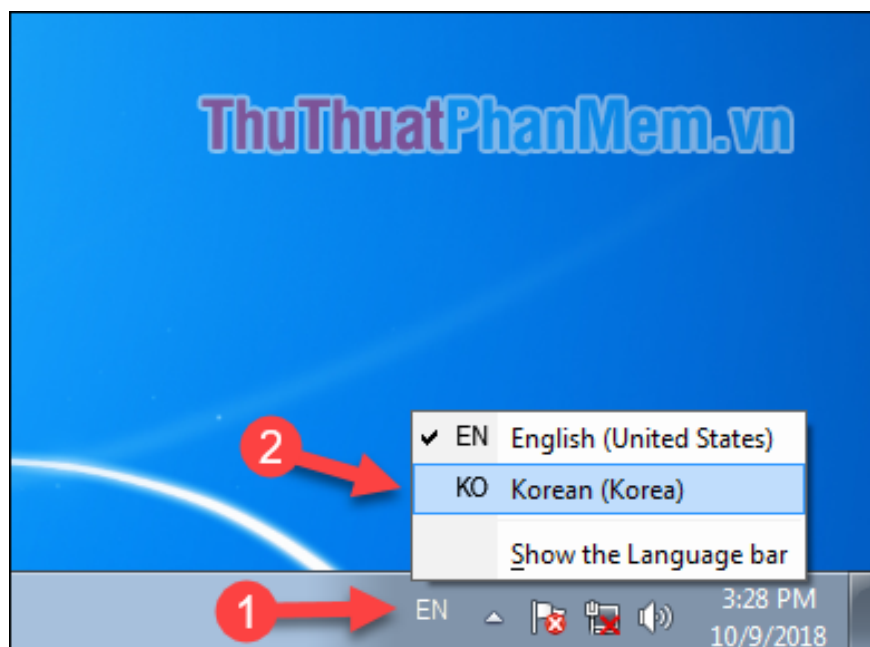 ThuThuatPhanMem.vn
2
✓ EN English (United States)
KO Korean (Korea)
Show the Language bar
1
EN
3:28 PM
10/9/2018